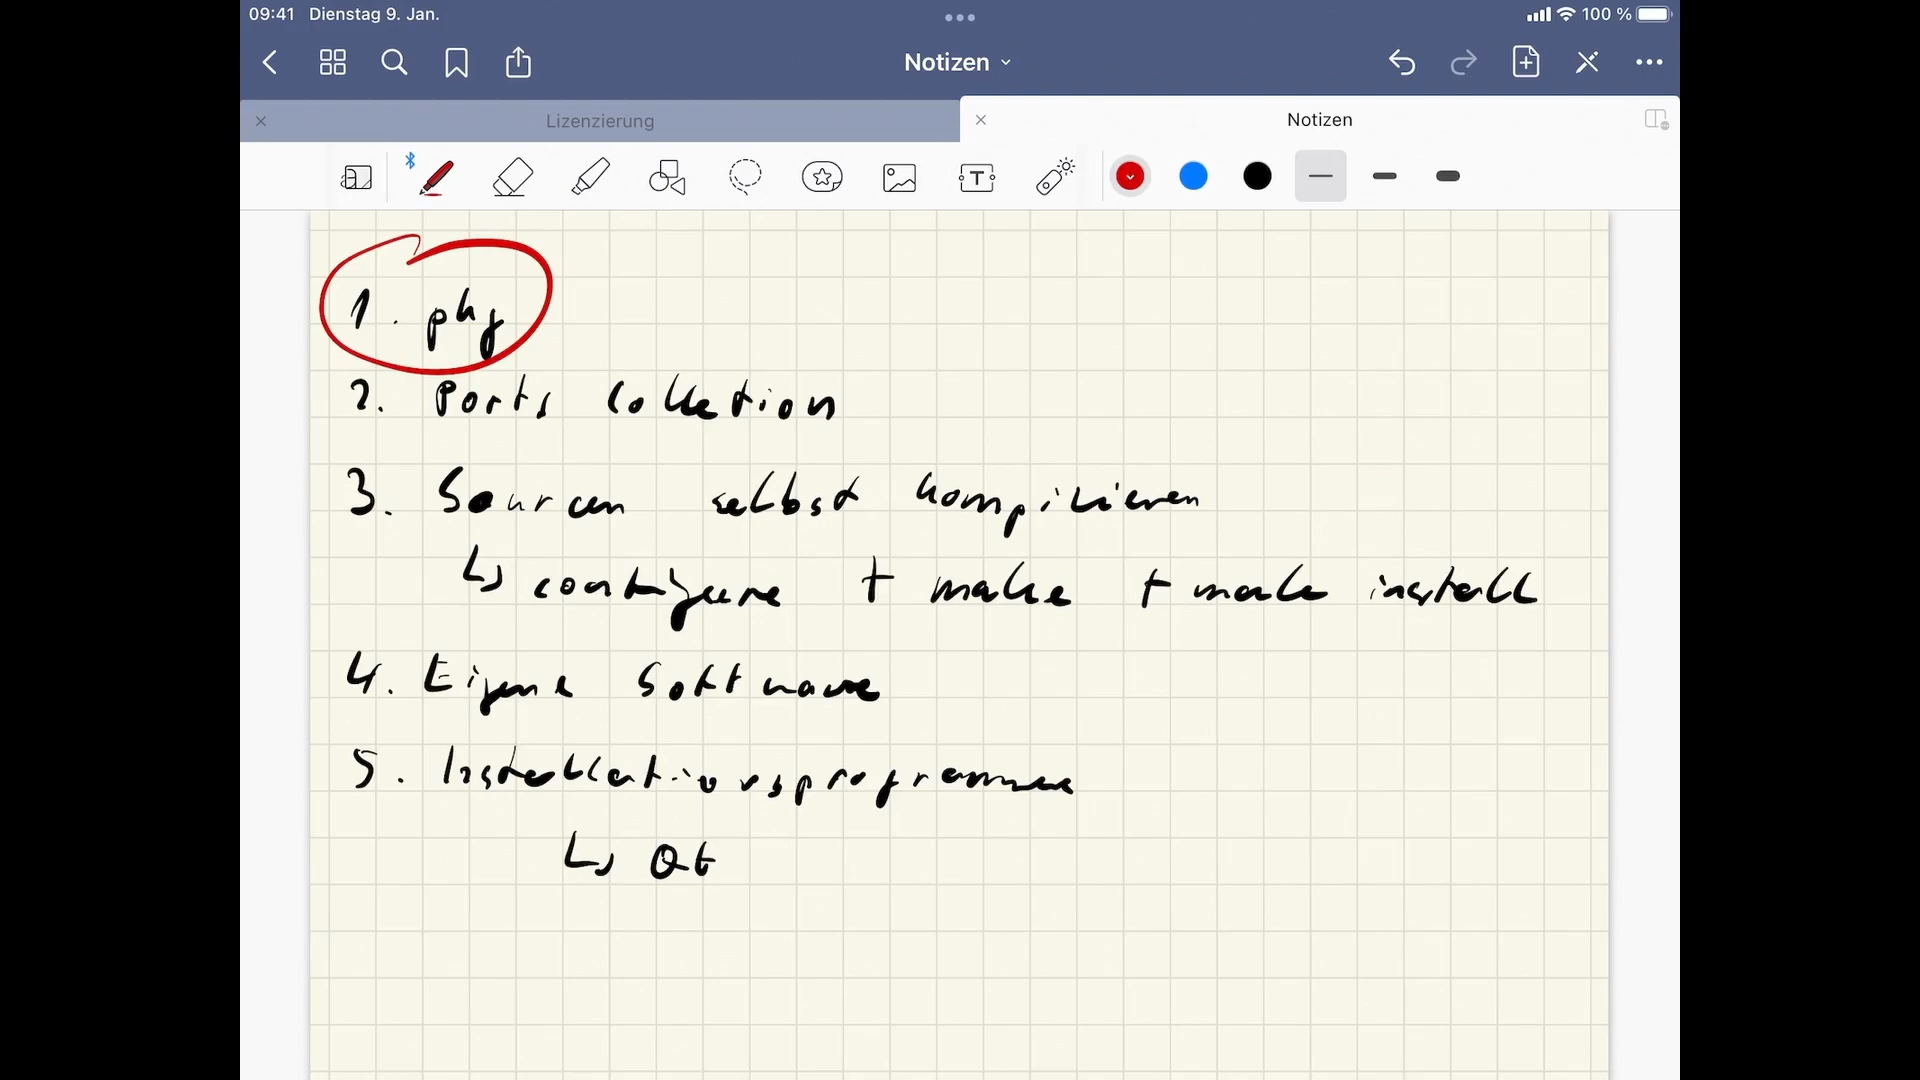 09:41 Dienstag 9. Jan.
100 %
Notizen
Lizenzierung
Notizen
1. pkg
2. Ports Collection
3. Sourcen selbst kompilieren
↳ configure + make + make install
4. Eigene Software
5. Installationsprogramme
↳ Qt